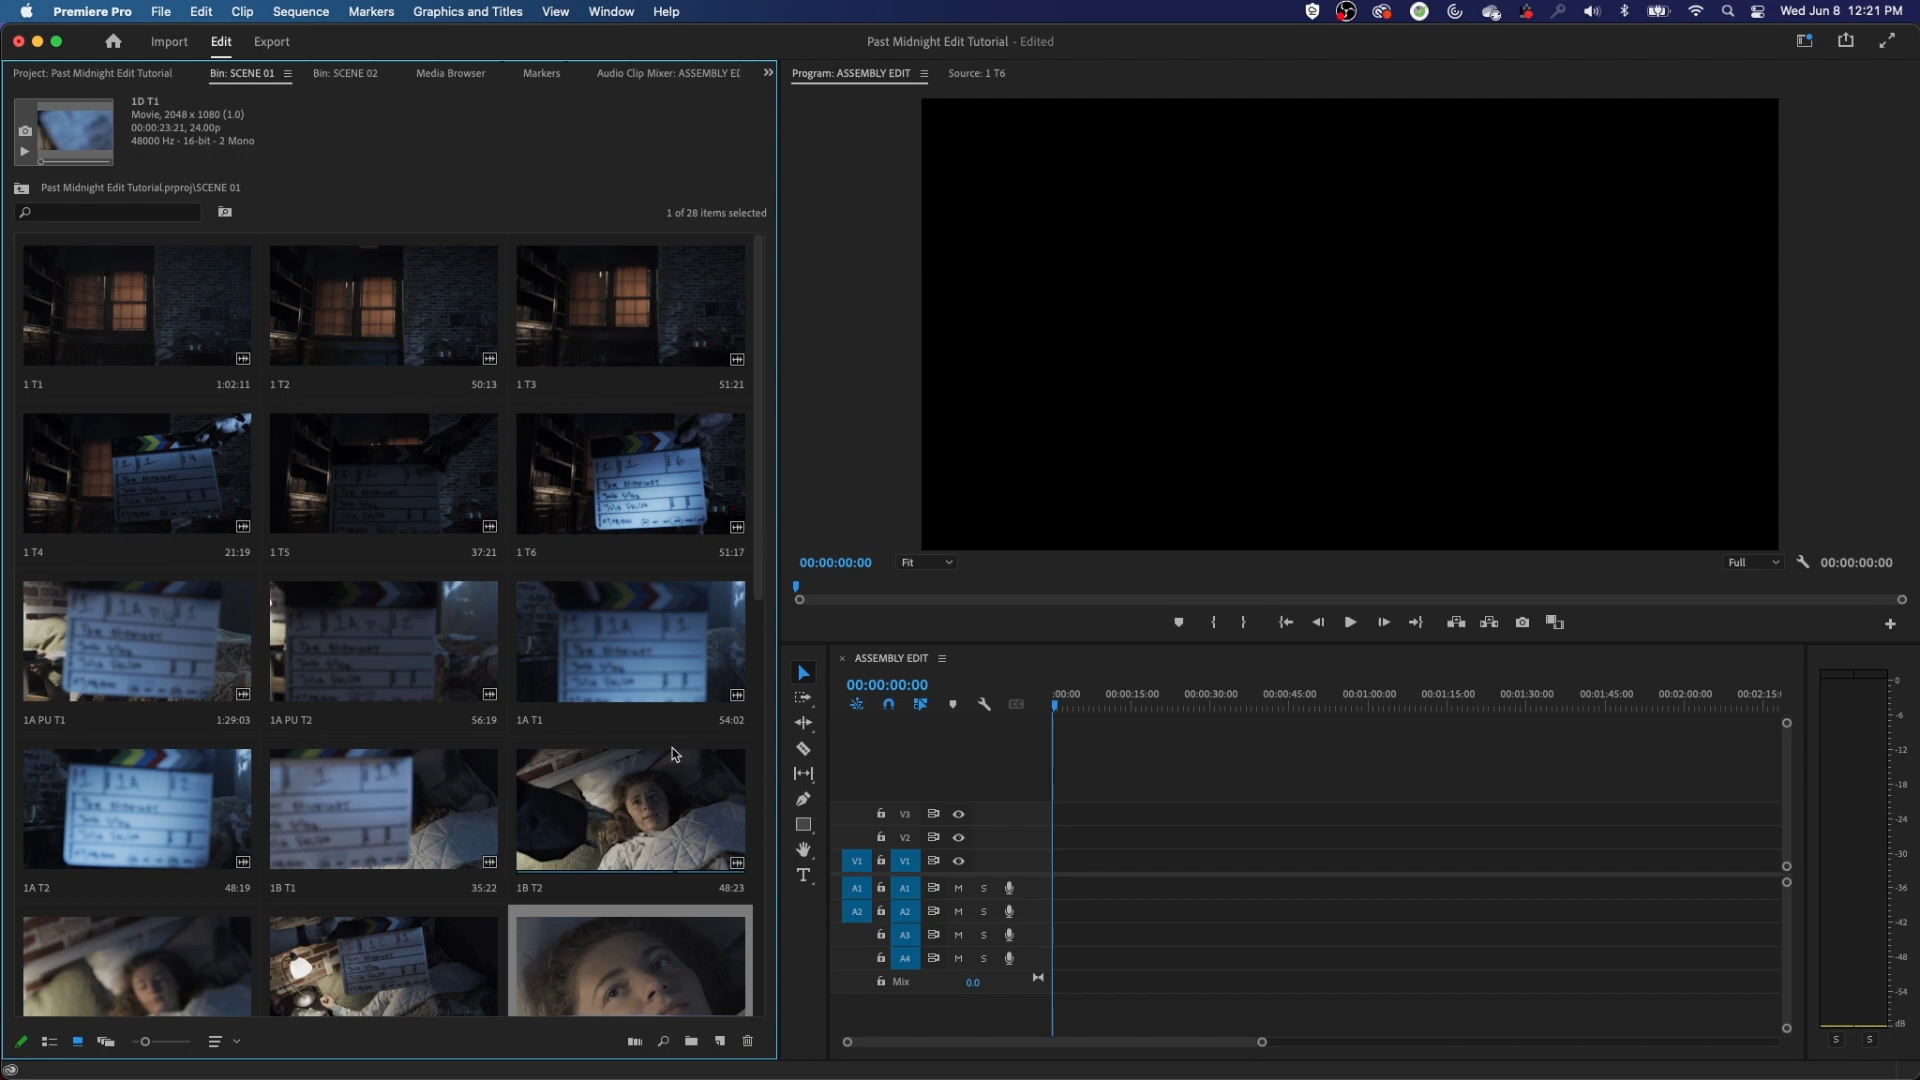 Premiere Pro File Edit Clip Sequence Markers Graphics and Titles View Window Help
Wed Jun 8 12:21 PM
Import Edit Export
Past Midnight Edit Tutorial - Edited
Project: Past Midnight Edit Tutorial Bin: SCENE 01 Bin: SCENE 02 Media Browser Markers Audio Clip Mixer: ASSEMBLY EI
1D T1
Movie, 2048 x 1080 (1.0)
00:00:23:21, 24.00p
48000 Hz - 16-bit - 2 Mono
Past Midnight Edit Tutorial.prproj\SCENE 01
1 of 28 items selected
1 T1 1:02:11
1 T2 50:13
1 T3 51:21
1 T4 21:19
1 T5 37:21
1 T6 51:17
1A PU T1 1:29:03
1A PU T2 56:19
1A T1 54:02
1A T2 48:19
1B T1 35:22
1B T2 48:23
Program: ASSEMBLY EDIT Source: 1 T6
00:00:00:00 Fit Full 00:00:00:00
ASSEMBLY EDIT
00:00:00:00
:00:00 00:00:15:00 00:00:30:00 00:00:45:00 00:01:00:00 00:01:15:00 00:01:30:00 00:01:45:00 00:02:00:00 00:02:15:
V3
V2
V1 V1
A1 A1 M S
A2 A2 M S
A3 M S
A4 M S
Mix 0.0
0
-6
-12
-18
-24
-30
-36
-42
-48
-54
dB
S S